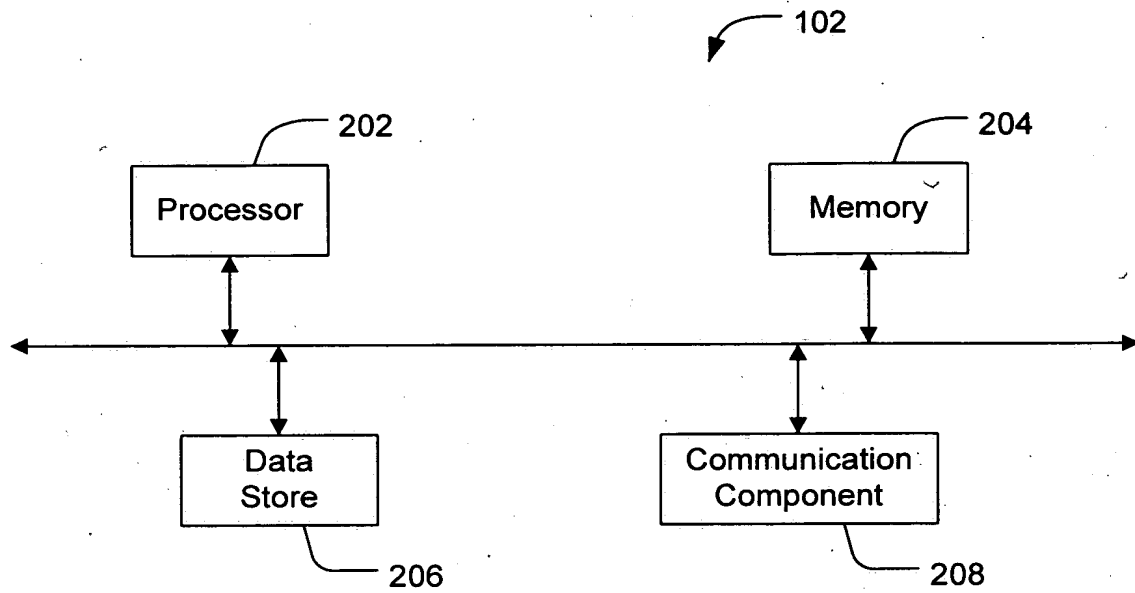 102
202
204
Processor
Memory
Data
Store
Communication
Component
206
208